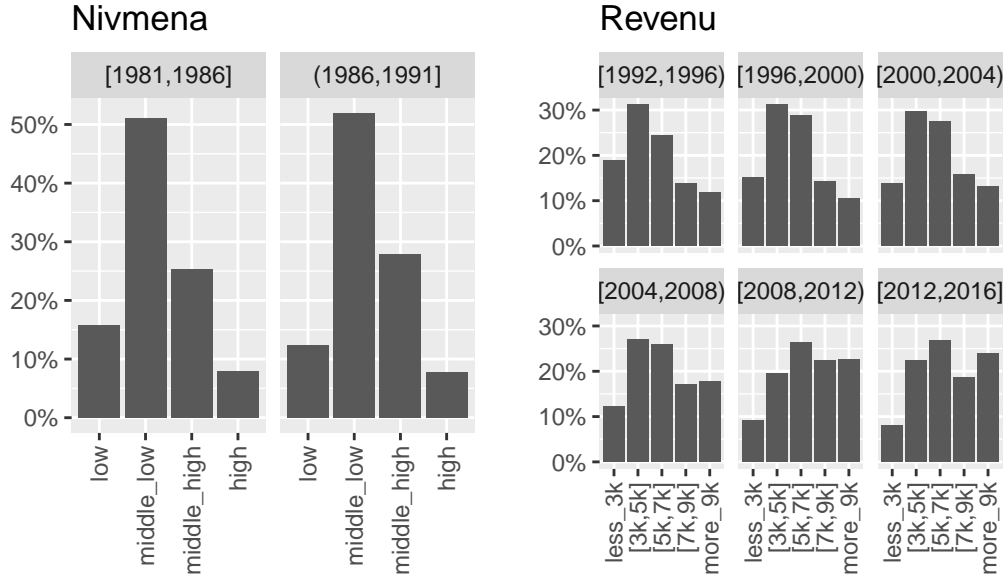 Nivmena
[1981,1986]
(1986,1991]
50%
40%
30%
20%
10%
0%
low
middle_low
middle_high
high
low
middle_low
middle_high
high
Revenu
[1992,1996)
[1996,2000)
[2000,2004)
30%
20%
10%
0%
[2004,2008)
[2008,2012)
[2012,2016]
30%
20%
10%
0%
less_3k
[3k,5k]
[5k,7k]
[7k,9k]
more_9k
less_3k
[3k,5k]
[5k,7k]
[7k,9k]
more_9k
less_3k
[3k,5k]
[5k,7k]
[7k,9k]
more_9k